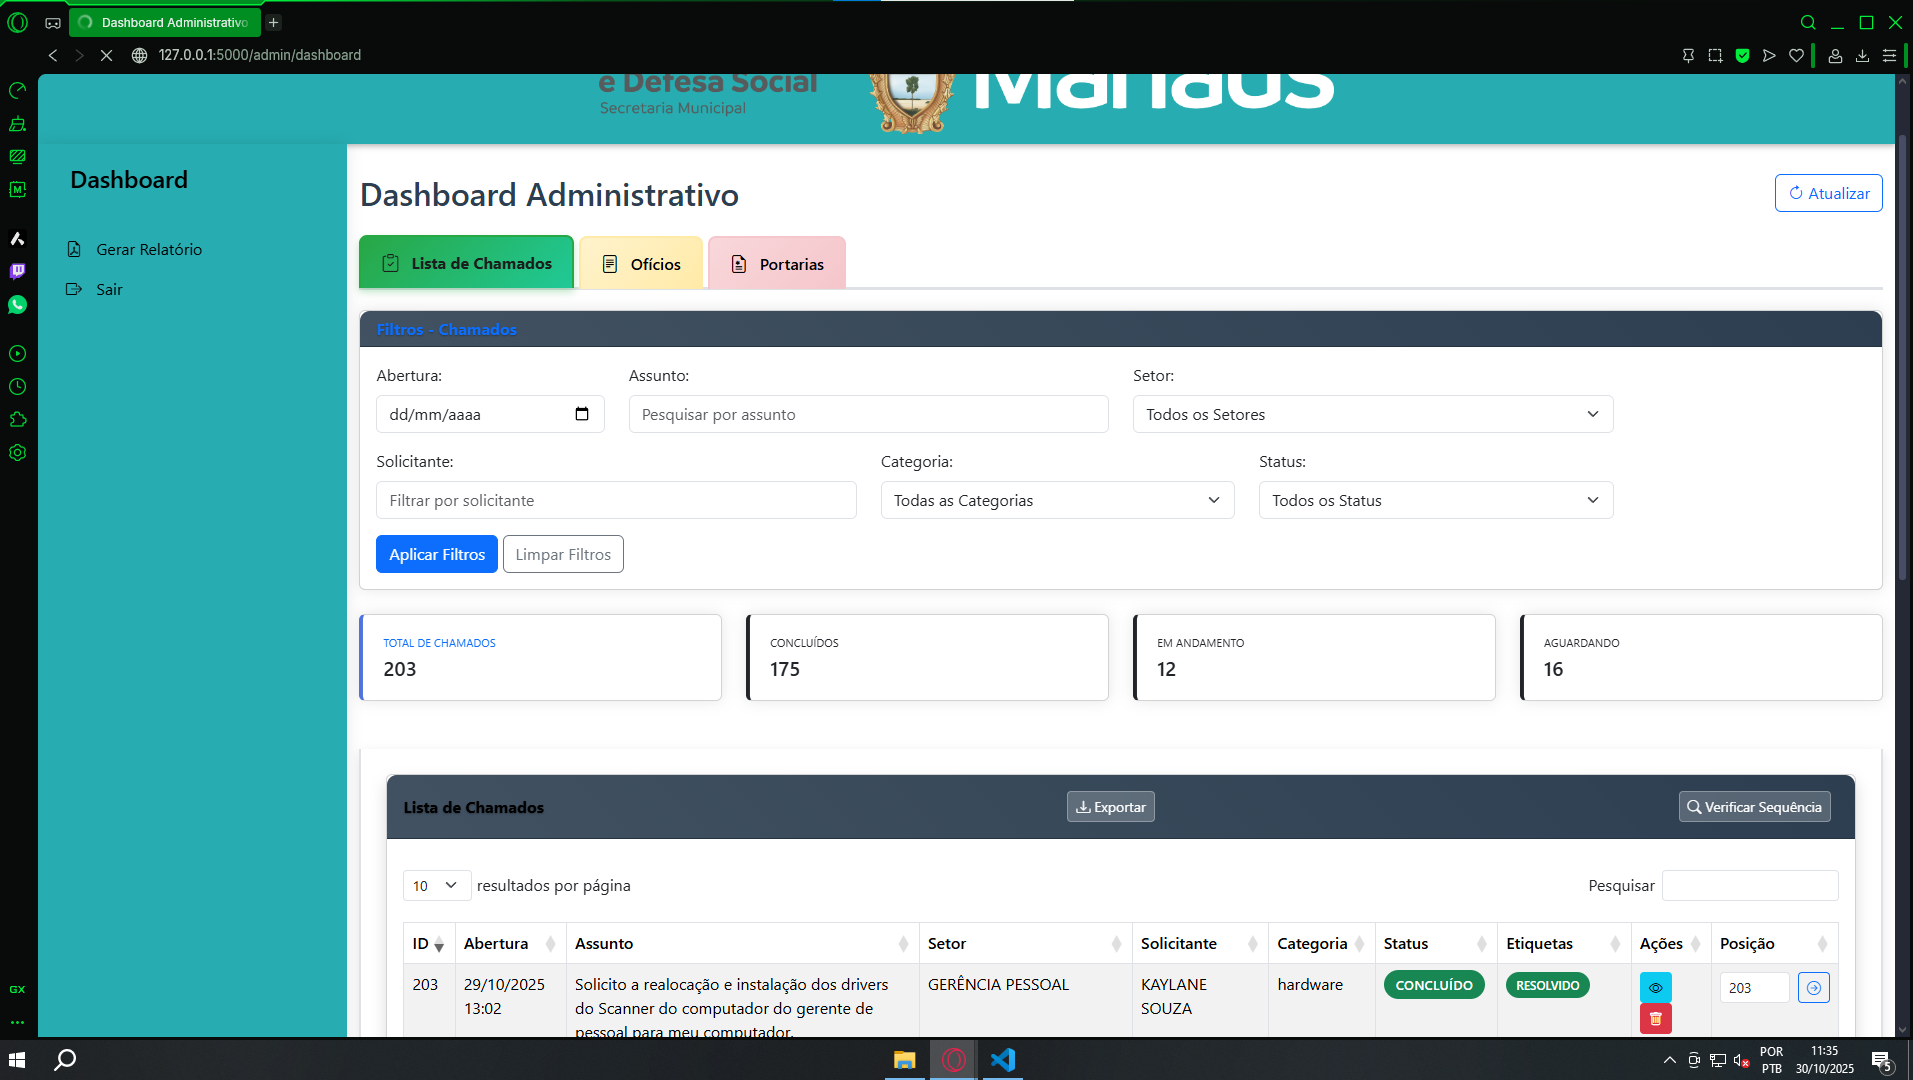 Dashboard Administrativo
127.0.0.1:5000/admin/dashboard
e Defesa Social
Secretaria Municipal
Manaus
Dashboard
Gerar Relatório
Sair
Dashboard Administrativo
Atualizar
Lista de Chamados
Ofícios
Portarias
Filtros - Chamados
Abertura:
Assunto:
Setor:
dd/mm/aaaa
Pesquisar por assunto
Todos os Setores
Solicitante:
Categoria:
Status:
Filtrar por solicitante
Todas as Categorias
Todos os Status
Aplicar Filtros
Limpar Filtros
TOTAL DE CHAMADOS
203
CONCLUÍDOS
175
EM ANDAMENTO
12
AGUARDANDO
16
Lista de Chamados
Exportar
Verificar Sequência
10
resultados por página
Pesquisar
ID Abertura Assunto Setor Solicitante Categoria Status Etiquetas Ações Posição
203 29/10/2025 Solicito a realocação e instalação dos drivers GERÊNCIA PESSOAL KAYLANE hardware CONCLUÍDO RESOLVIDO 203
13:02 do Scanner do computador do gerente de SOUZA
pessoal para meu computador.
GX
POR
PTB
11:35
30/10/2025
5